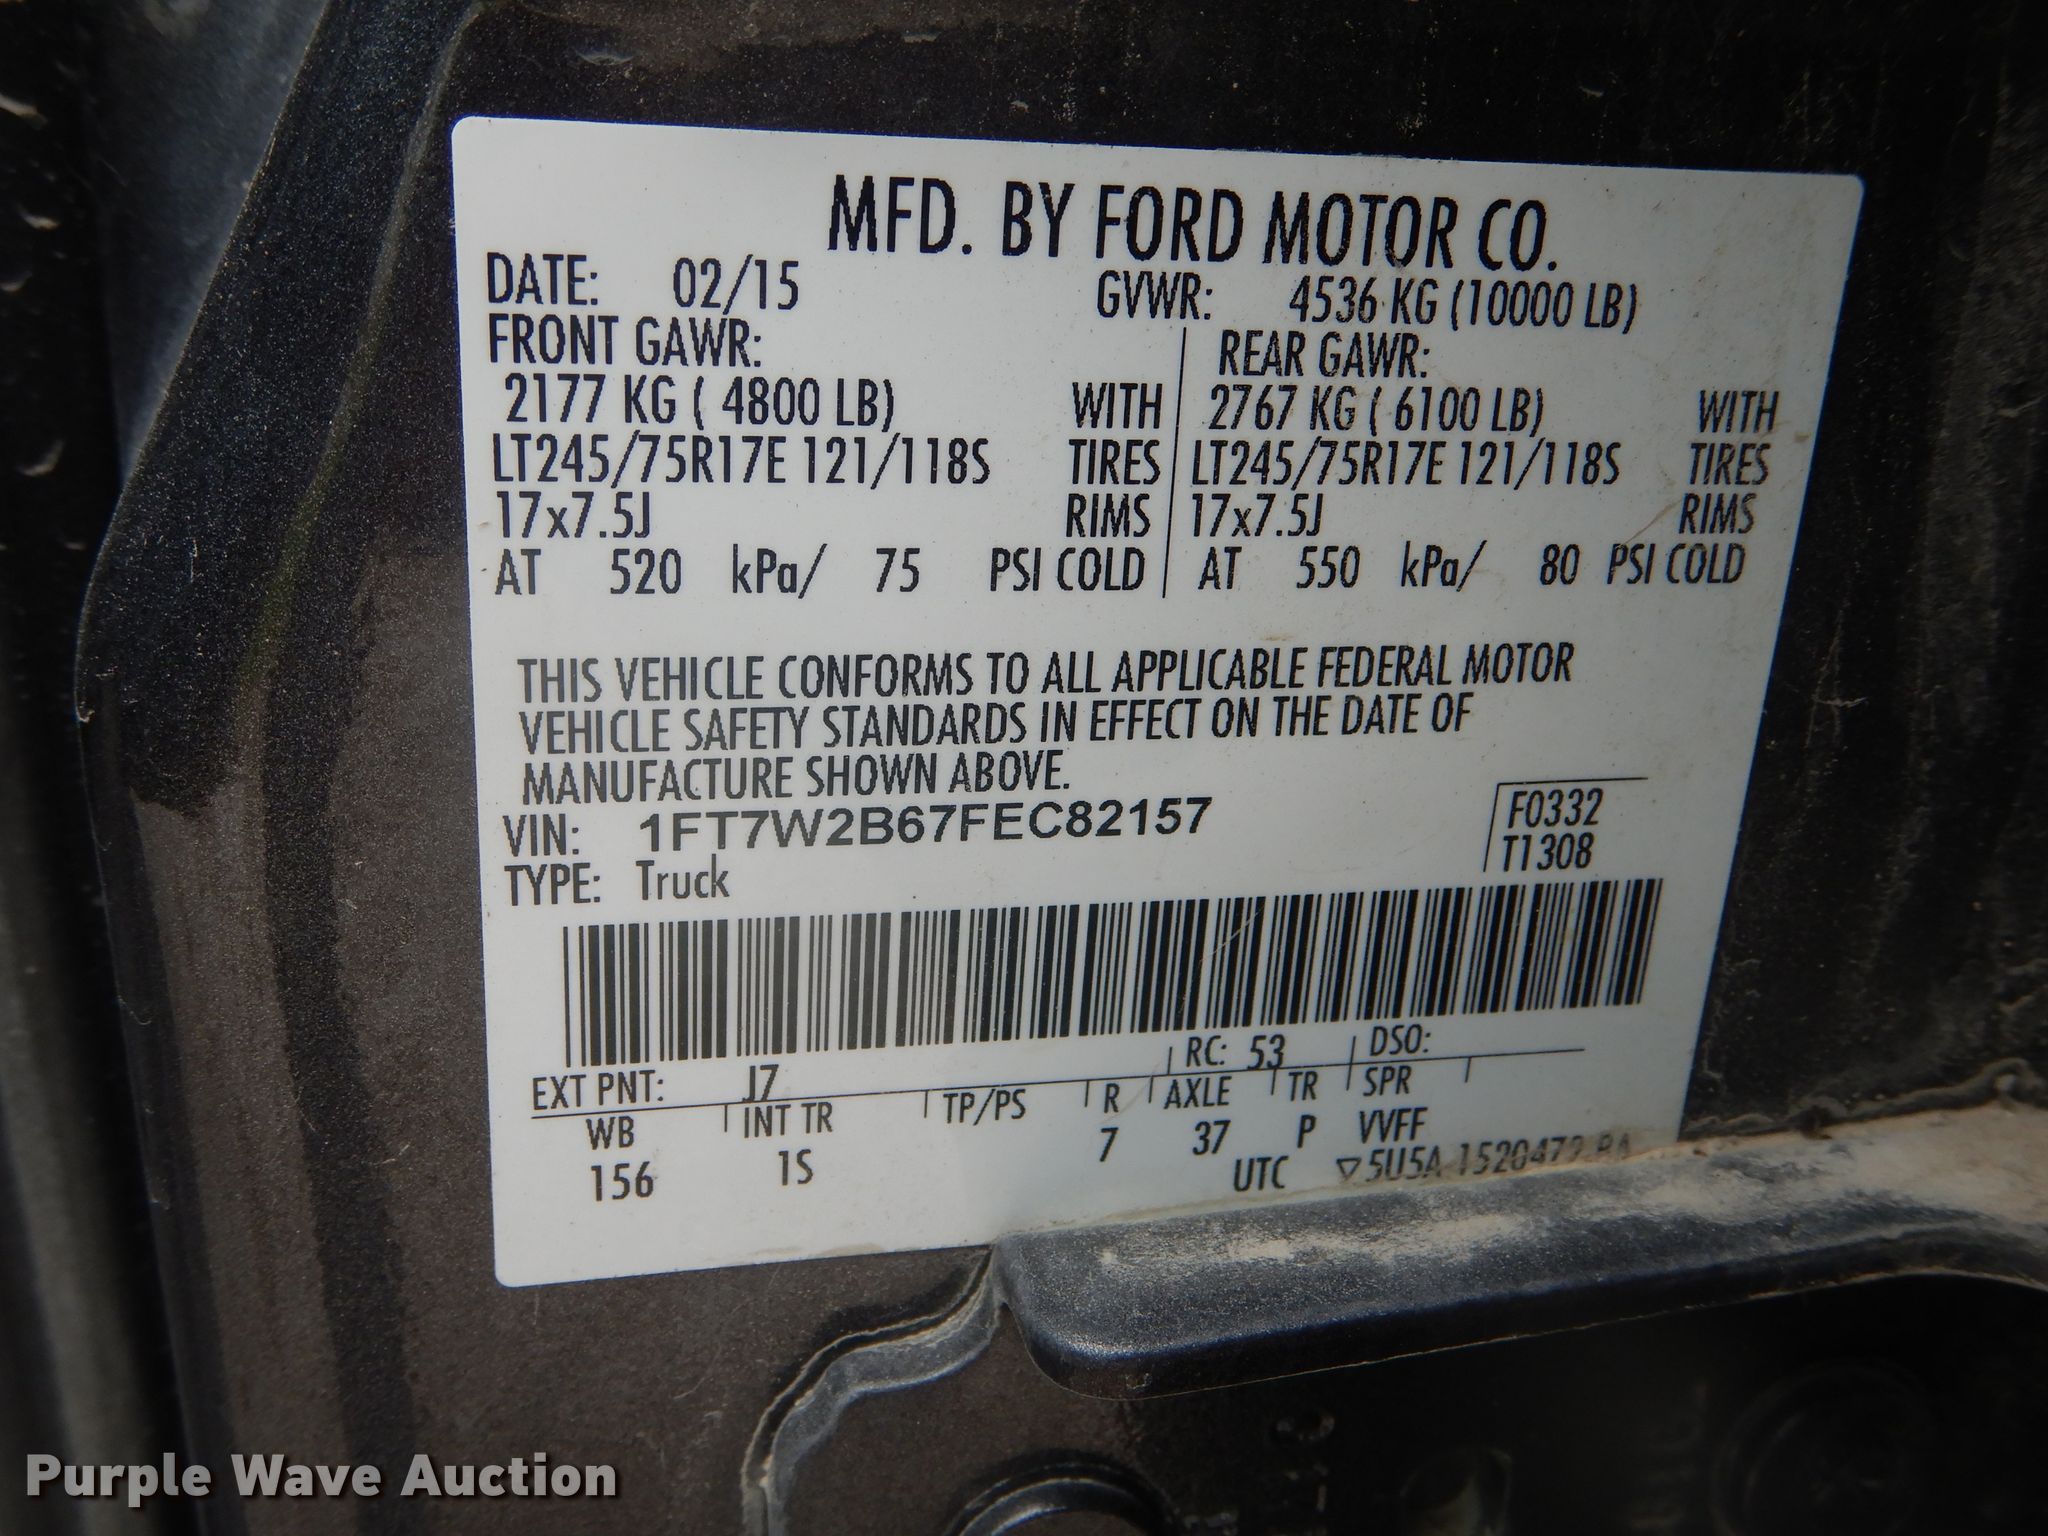 MFD. BY FORD MOTOR CO.
DATE: 02/15 GVWR: 4536 KG (10000 LB)
FRONT GAWR: REAR GAWR:
2177 KG ( 4800 LB) WITH 2767 KG ( 6100 LB) WITH
LT245/75R17E 121/118S TIRES LT245/75R17E 121/118S TIRES
17x7.5J RIMS 17x7.5J RIMS
AT 520 kPa/ 75 PSI COLD AT 550 kPa/ 80 PSI COLD
THIS VEHICLE CONFORMS TO ALL APPLICABLE FEDERAL MOTOR
VEHICLE SAFETY STANDARDS IN EFFECT ON THE DATE OF
MANUFACTURE SHOWN ABOVE.
VIN: 1FT7W2B67FEC82157 F0332
TYPE: Truck T1308
EXT PNT: J7 RC: 53 DSO:
WB INT TR TP/PS R AXLE TR SPR
156 1S 7 37 P VVFF
UTC ▽5U5A
Purple Wave Auction